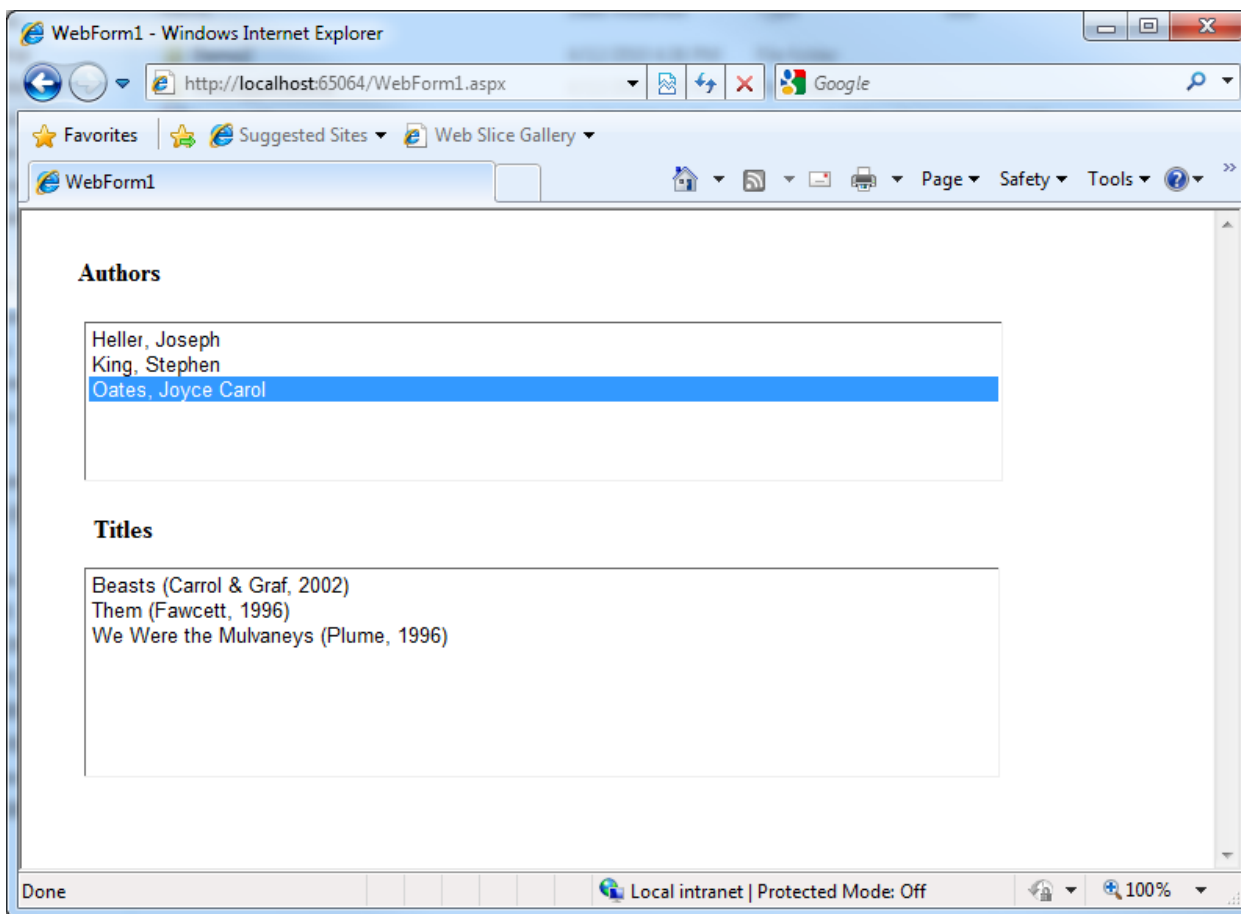 WebForm1 - Windows Internet Explorer
http://localhost:65064/WebForm1.aspx
Google
Favorites
Suggested Sites
Web Slice Gallery
WebForm1
Page
Safety
Tools
Authors
Heller, Joseph
King, Stephen
Oates, Joyce Carol
Titles
Beasts (Carrol & Graf, 2002)
Them (Fawcett, 1996)
We Were the Mulvaneys (Plume, 1996)
Done
Local intranet | Protected Mode: Off
100%